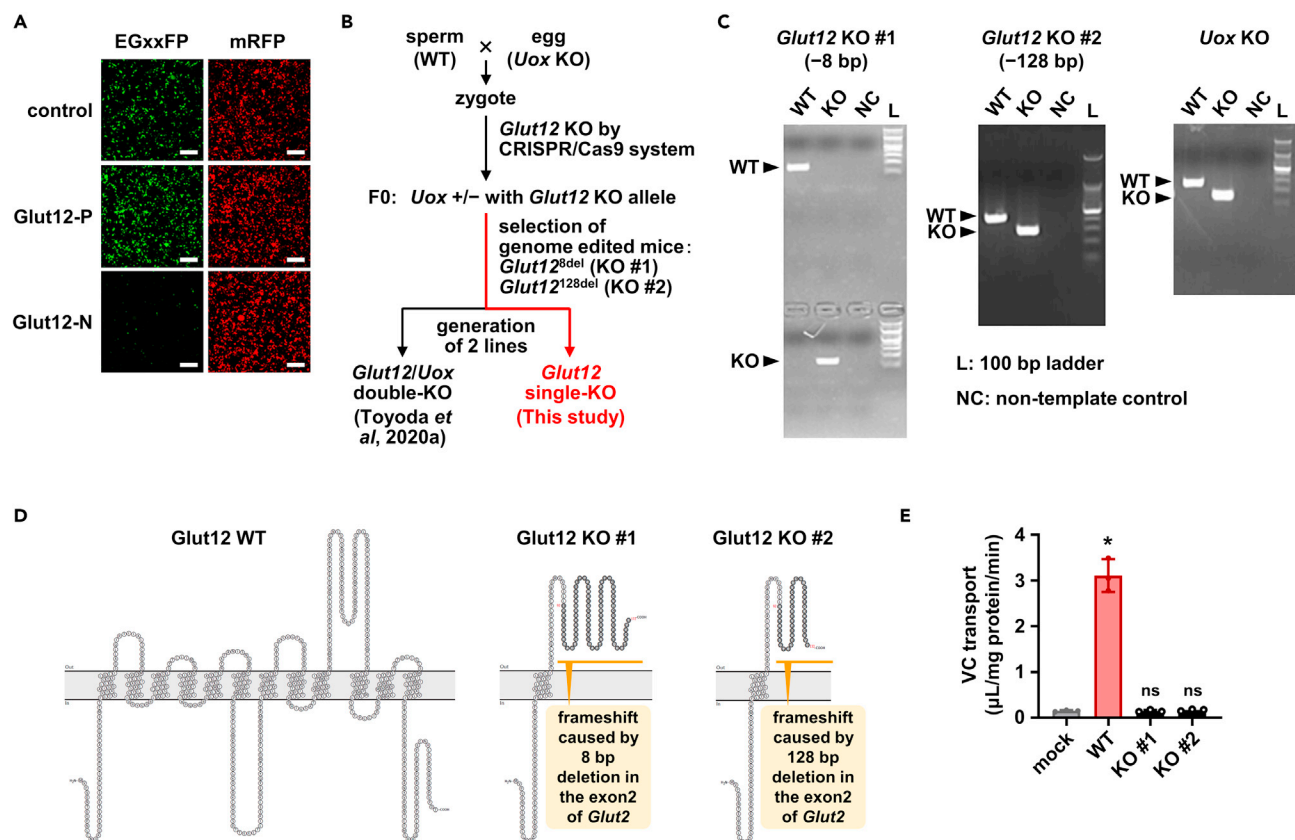 A
EGxxFP mRFP
control
Glut12-P
Glut12-N
B
sperm
(WT)
×
egg
(Uox KO)
zygote
Glut12 KO by
CRISPR/Cas9 system
F0: Uox +/− with Glut12 KO allele
selection of
genome edited mice:
Glut12⁸ᵈᵉˡ (KO #1)
Glut12¹²⁸ᵈᵉˡ (KO #2)
generation
of 2 lines
Glut12/Uox
double-KO
(Toyoda et
al, 2020a)
Glut12
single-KO
(This study)
C
Glut12 KO #1
(−8 bp)
WT KO NC L
WT
KO
Glut12 KO #2
(−128 bp)
WT KO NC L
WT
KO
Uox KO
WT KO NC L
WT
KO
L: 100 bp ladder
NC: non-template control
D
Glut12 WT
Out
In
Glut12 KO #1
Out
In
frameshift
caused by
8 bp
deletion in
the exon2
of Glut2
Glut12 KO #2
Out
In
frameshift
caused by
128 bp
deletion in
the exon2
of Glut2
E
VC transport
(µL/mg protein/min)
4
3
2
1
0
*
ns ns
mock WT KO #1 KO #2